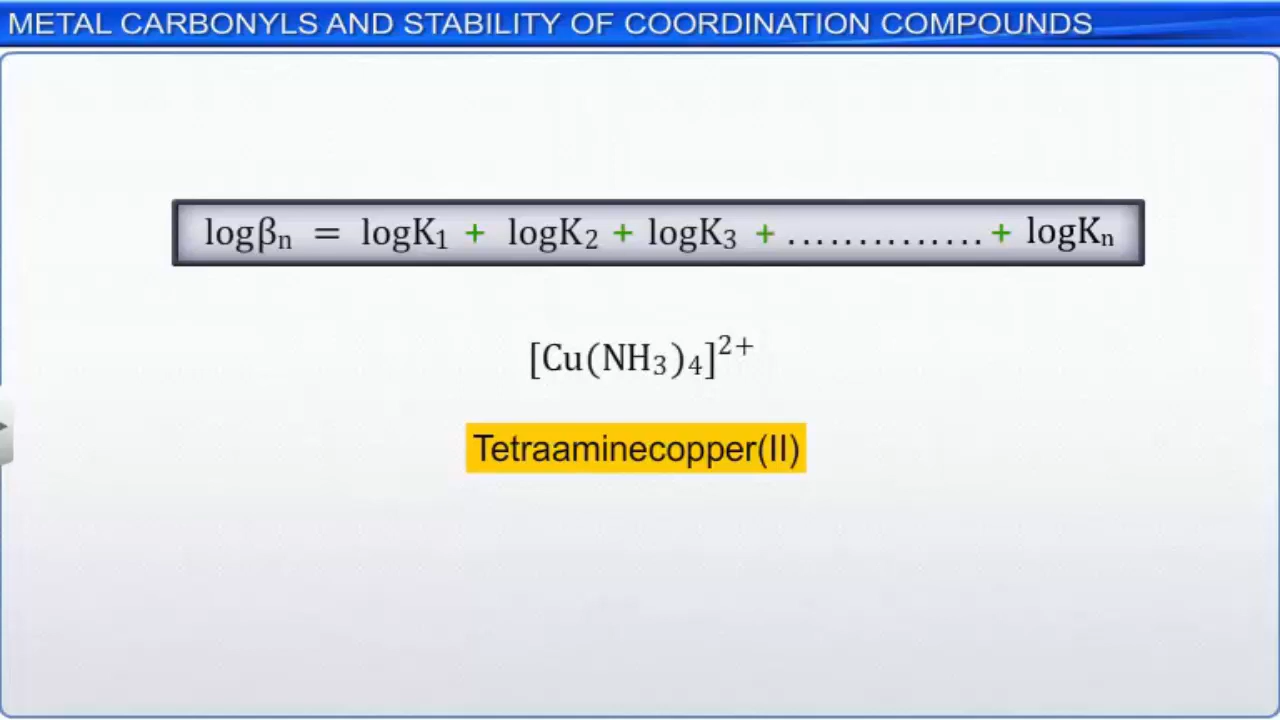 METAL CARBONYLS AND STABILITY OF COORDINATION COMPOUNDS
logβₙ = logK₁ + logK₂ + logK₃ + .............. + logKₙ
[Cu(NH₃)₄]²⁺
Tetraaminecopper(II)